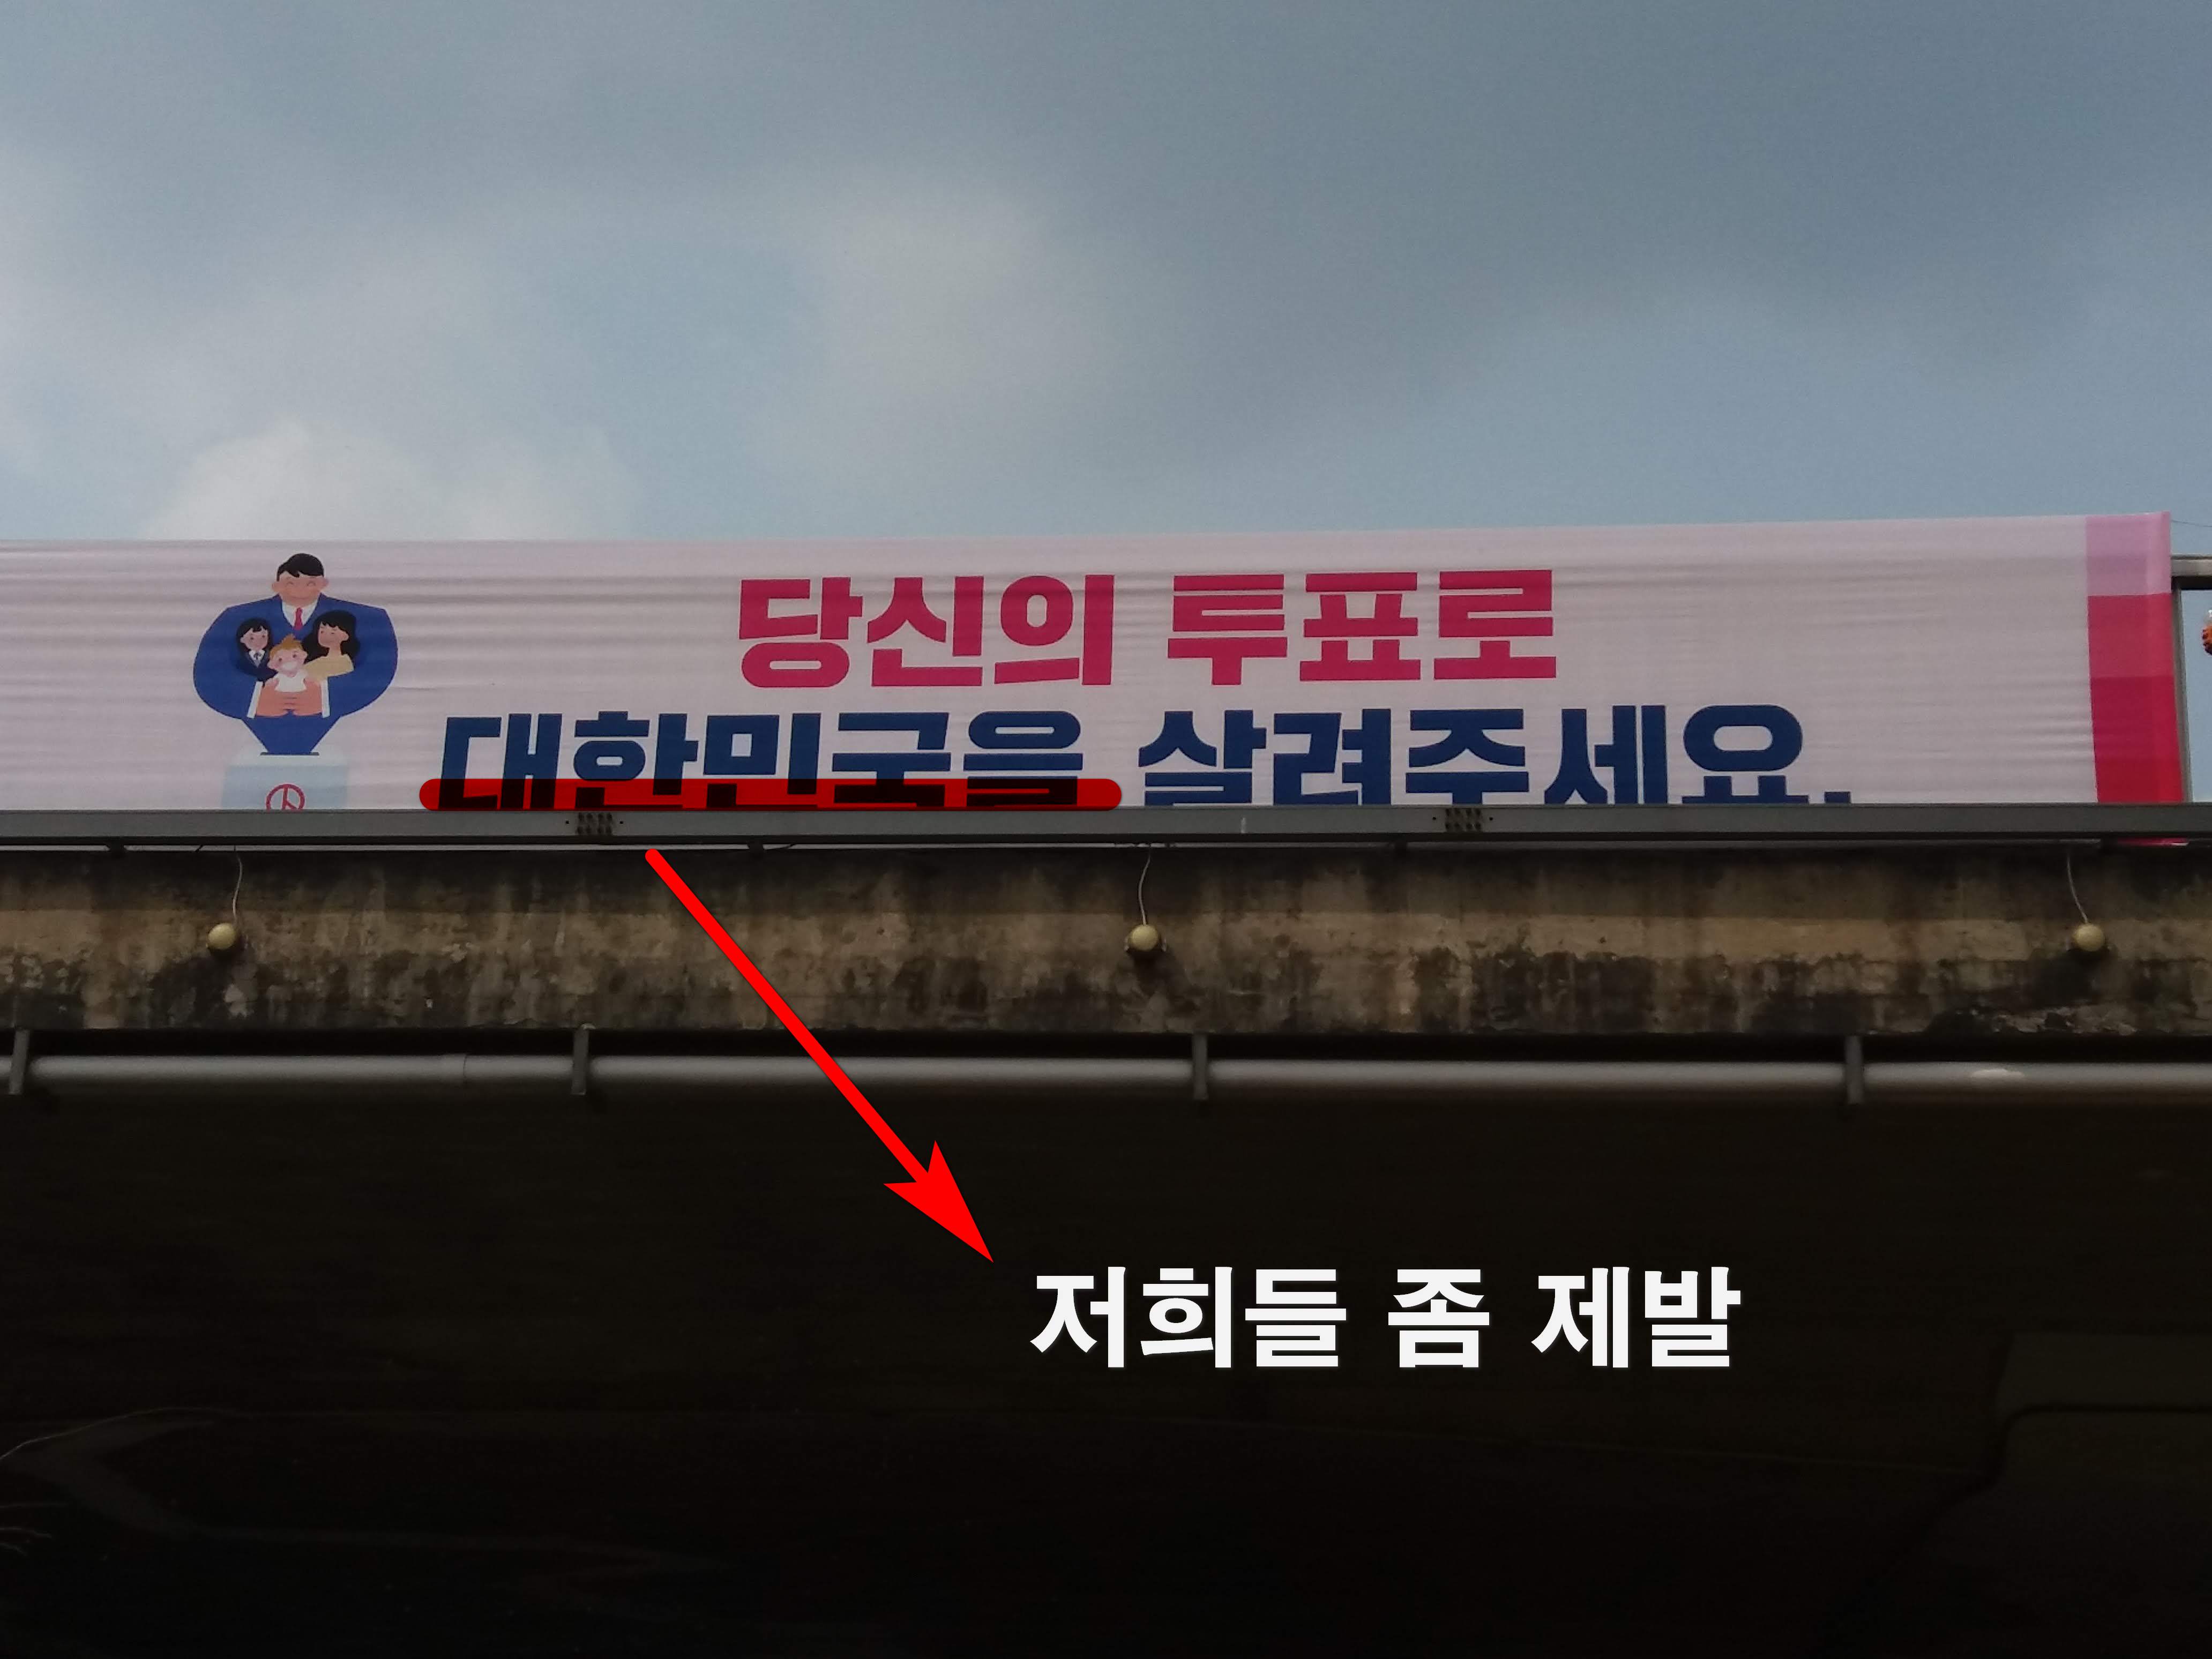 당신의 투표로
대한민국을 살려주세요.
저희들 좀 제발